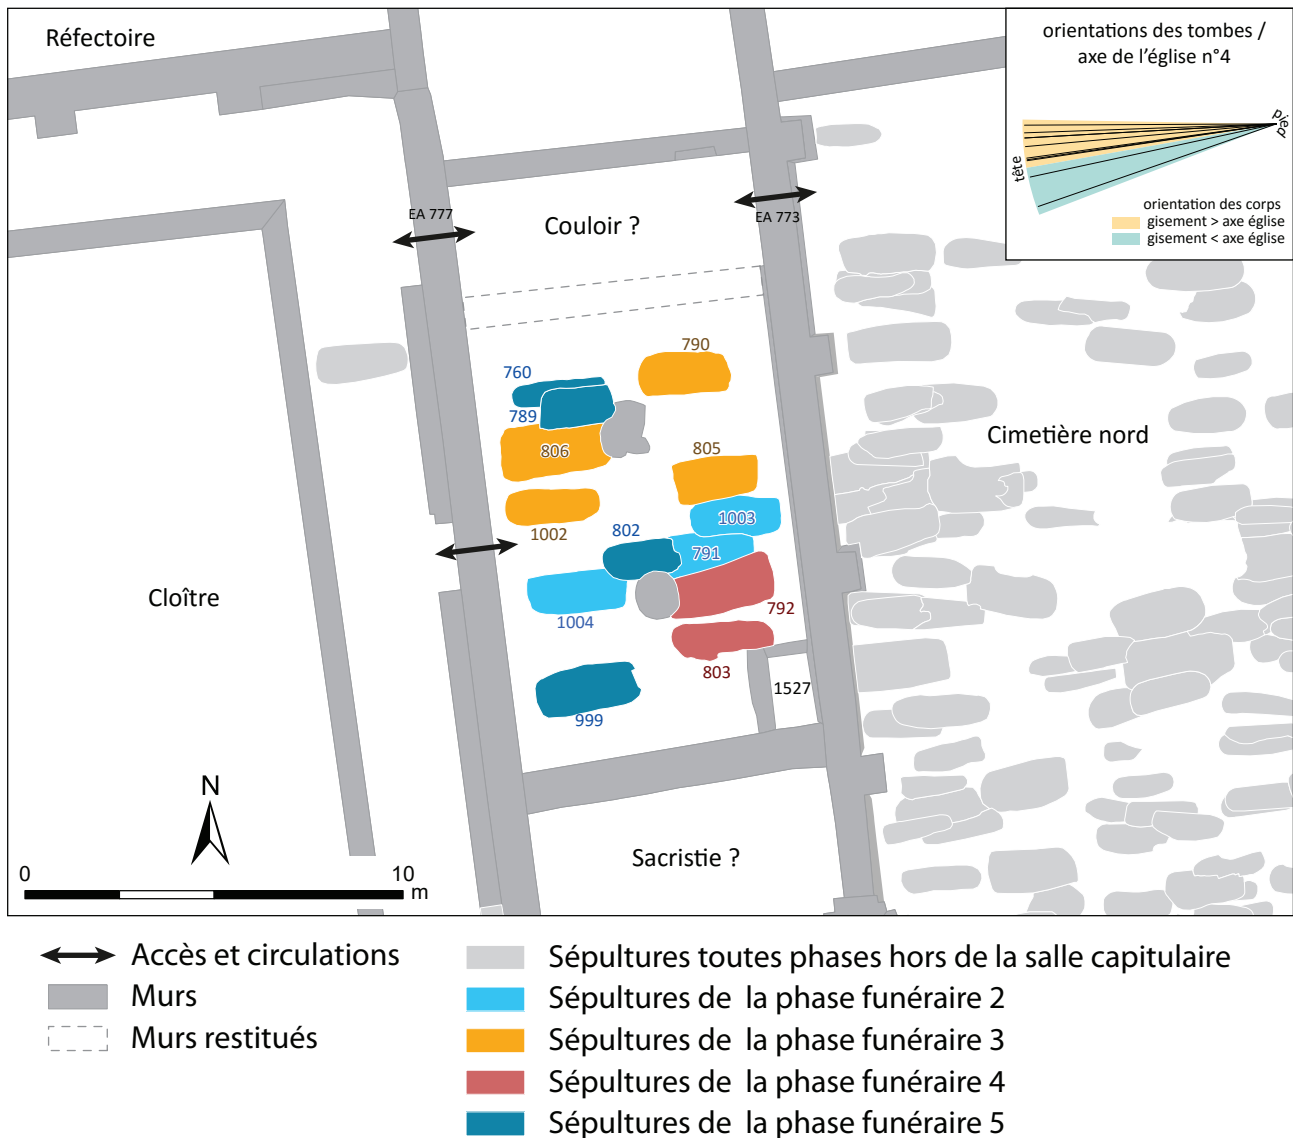 Réfectoire
orientations des tombes /
axe de l'église n°4
pied
tête
orientation des corps
gisement > axe église
gisement < axe église
EA 777
EA 773
Couloir ?
790
760
789
806
805
Cimetière nord
1002
802
1003
791
Cloître
1004
792
803
1527
999
N
Sacristie ?
0
10
m
Accès et circulations
Murs
Murs restitués
Sépultures toutes phases hors de la salle capitulaire
Sépultures de la phase funéraire 2
Sépultures de la phase funéraire 3
Sépultures de la phase funéraire 4
Sépultures de la phase funéraire 5